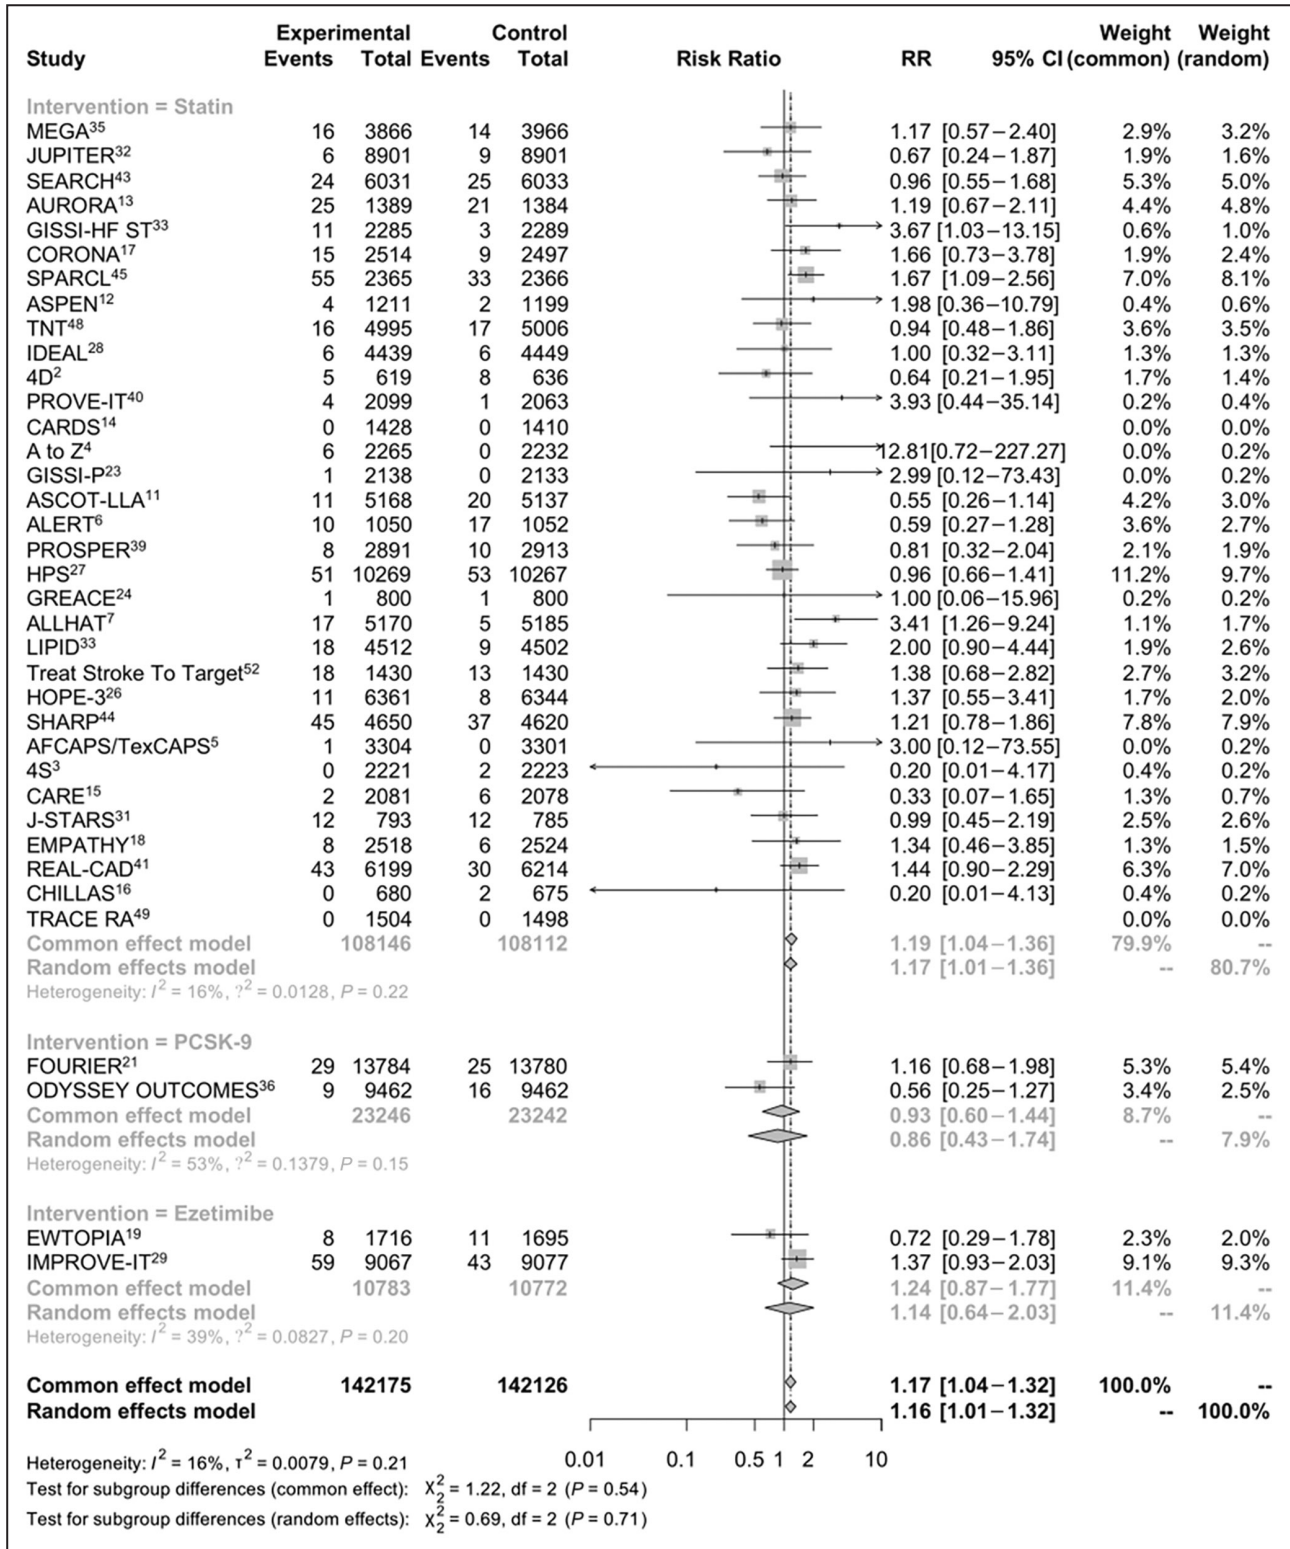 Experimental Control Weight Weight
Study Events Total Events Total Risk Ratio RR 95% CI (common) (random)
Intervention = Statin
MEGA35 16 3866 14 3966 1.17 [0.57–2.40] 2.9% 3.2%
JUPITER32 6 8901 9 8901 0.67 [0.24–1.87] 1.9% 1.6%
SEARCH43 24 6031 25 6033 0.96 [0.55–1.68] 5.3% 5.0%
AURORA13 25 1389 21 1384 1.19 [0.67–2.11] 4.4% 4.8%
GISSI-HF ST33 11 2285 3 2289 3.67 [1.03–13.15] 0.6% 1.0%
CORONA17 15 2514 9 2497 1.66 [0.73–3.78] 1.9% 2.4%
SPARCL45 55 2365 33 2366 1.67 [1.09–2.56] 7.0% 8.1%
ASPEN12 4 1211 2 1199 1.98 [0.36–10.79] 0.4% 0.6%
TNT48 16 4995 17 5006 0.94 [0.48–1.86] 3.6% 3.5%
IDEAL28 6 4439 6 4449 1.00 [0.32–3.11] 1.3% 1.3%
4D2 5 619 8 636 0.64 [0.21–1.95] 1.7% 1.4%
PROVE-IT40 4 2099 1 2063 3.93 [0.44–35.14] 0.2% 0.4%
CARDS14 0 1428 0 1410 0.0% 0.0%
A to Z4 6 2265 0 2232 12.81 [0.72–227.27] 0.0% 0.2%
GISSI-P23 1 2138 0 2133 2.99 [0.12–73.43] 0.0% 0.2%
ASCOT-LLA11 11 5168 20 5137 0.55 [0.26–1.14] 4.2% 3.0%
ALERT6 10 1050 17 1052 0.59 [0.27–1.28] 3.6% 2.7%
PROSPER39 8 2891 10 2913 0.81 [0.32–2.04] 2.1% 1.9%
HPS27 51 10269 53 10267 0.96 [0.66–1.41] 11.2% 9.7%
GREACE24 1 800 1 800 1.00 [0.06–15.96] 0.2% 0.2%
ALLHAT7 17 5170 5 5185 3.41 [1.26–9.24] 1.1% 1.7%
LIPID33 18 4512 9 4502 2.00 [0.90–4.44] 1.9% 2.6%
Treat Stroke To Target52 18 1430 13 1430 1.38 [0.68–2.82] 2.7% 3.2%
HOPE-326 11 6361 8 6344 1.37 [0.55–3.41] 1.7% 2.0%
SHARP44 45 4650 37 4620 1.21 [0.78–1.86] 7.8% 7.9%
AFCAPS/TexCAPS5 1 3304 0 3301 3.00 [0.12–73.55] 0.0% 0.2%
4S3 0 2221 2 2223 0.20 [0.01–4.17] 0.4% 0.2%
CARE15 2 2081 6 2078 0.33 [0.07–1.65] 1.3% 0.7%
J-STARS31 12 793 12 785 0.99 [0.45–2.19] 2.5% 2.6%
EMPATHY18 8 2518 6 2524 1.34 [0.46–3.85] 1.3% 1.5%
REAL-CAD41 43 6199 30 6214 1.44 [0.90–2.29] 6.3% 7.0%
CHILLAS16 0 680 2 675 0.20 [0.01–4.13] 0.4% 0.2%
TRACE RA49 0 1504 0 1498 0.0% 0.0%
Common effect model 108146 108112 1.19 [1.04–1.36] 79.9% --
Random effects model 1.17 [1.01–1.36] -- 80.7%
Heterogeneity: I2 = 16%, ?2 = 0.0128, P = 0.22
Intervention = PCSK-9
FOURIER21 29 13784 25 13780 1.16 [0.68–1.98] 5.3% 5.4%
ODYSSEY OUTCOMES36 9 9462 16 9462 0.56 [0.25–1.27] 3.4% 2.5%
Common effect model 23246 23242 0.93 [0.60–1.44] 8.7% --
Random effects model 0.86 [0.43–1.74] -- 7.9%
Heterogeneity: I2 = 53%, ?2 = 0.1379, P = 0.15
Intervention = Ezetimibe
EWTOPIA19 8 1716 11 1695 0.72 [0.29–1.78] 2.3% 2.0%
IMPROVE-IT29 59 9067 43 9077 1.37 [0.93–2.03] 9.1% 9.3%
Common effect model 10783 10772 1.24 [0.87–1.77] 11.4% --
Random effects model 1.14 [0.64–2.03] -- 11.4%
Heterogeneity: I2 = 39%, ?2 = 0.0827, P = 0.20
Common effect model 142175 142126 1.17 [1.04–1.32] 100.0% --
Random effects model 1.16 [1.01–1.32] -- 100.0%
0.01 0.1 0.5 1 2 10
Heterogeneity: I2 = 16%, τ2 = 0.0079, P = 0.21
Test for subgroup differences (common effect): χ22 = 1.22, df = 2 (P = 0.54)
Test for subgroup differences (random effects): χ22 = 0.69, df = 2 (P = 0.71)